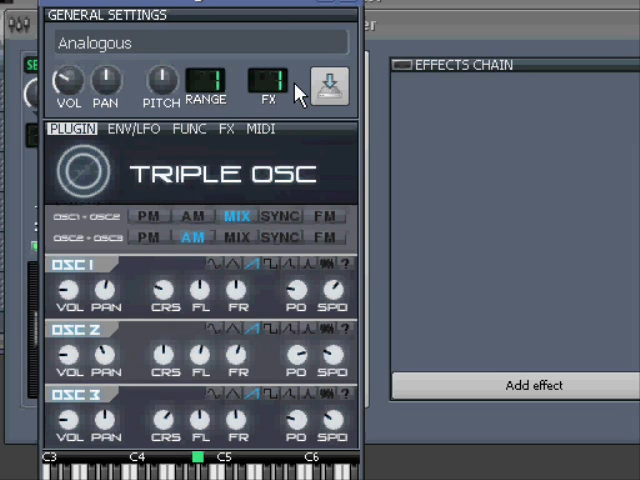 GENERAL SETTINGS
Analogous
VOL PAN PITCH RANGE FX
1 1
EFFECTS CHAIN
PLUGIN ENV/LFO FUNC FX MIDI
TRIPLE OSC
OSC1 - OSC2 PM AM MIX SYNC FM
OSC2 - OSC3 PM AM MIX SYNC FM
OSC 1 ?
VOL PAN CRS FL FR PO SPD
OSC 2 ?
VOL PAN CRS FL FR PO SPD
OSC 3 ?
VOL PAN CRS FL FR PO SPD
Add effect
C3 C4 C5 C6